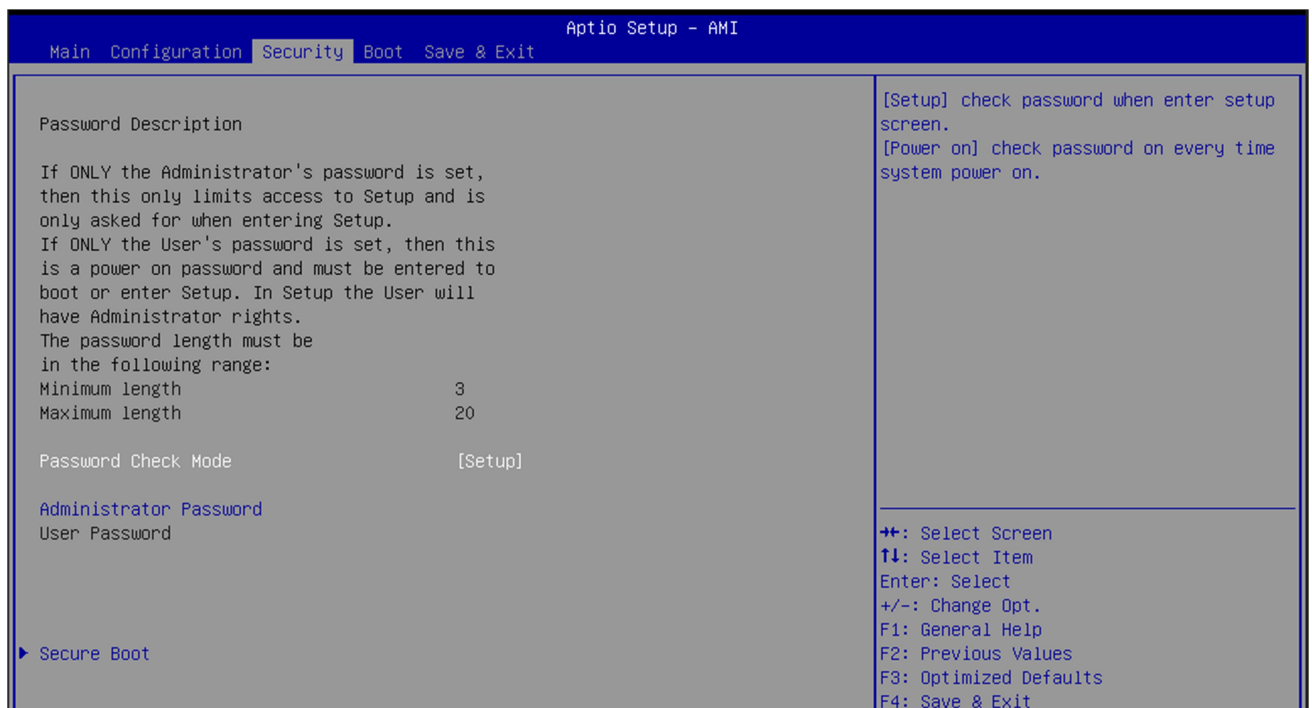 Aptio Setup – AMI
Main Configuration Security Boot Save & Exit
Password Description
If ONLY the Administrator's password is set,
then this only limits access to Setup and is
only asked for when entering Setup.
If ONLY the User's password is set, then this
is a power on password and must be entered to
boot or enter Setup. In Setup the User will
have Administrator rights.
The password length must be
in the following range:
Minimum length 3
Maximum length 20
Password Check Mode [Setup]
Administrator Password
User Password
Secure Boot
[Setup] check password when enter setup
screen.
[Power on] check password on every time
system power on.
→←: Select Screen
↑↓: Select Item
Enter: Select
+/-: Change Opt.
F1: General Help
F2: Previous Values
F3: Optimized Defaults
F4: Save & Exit